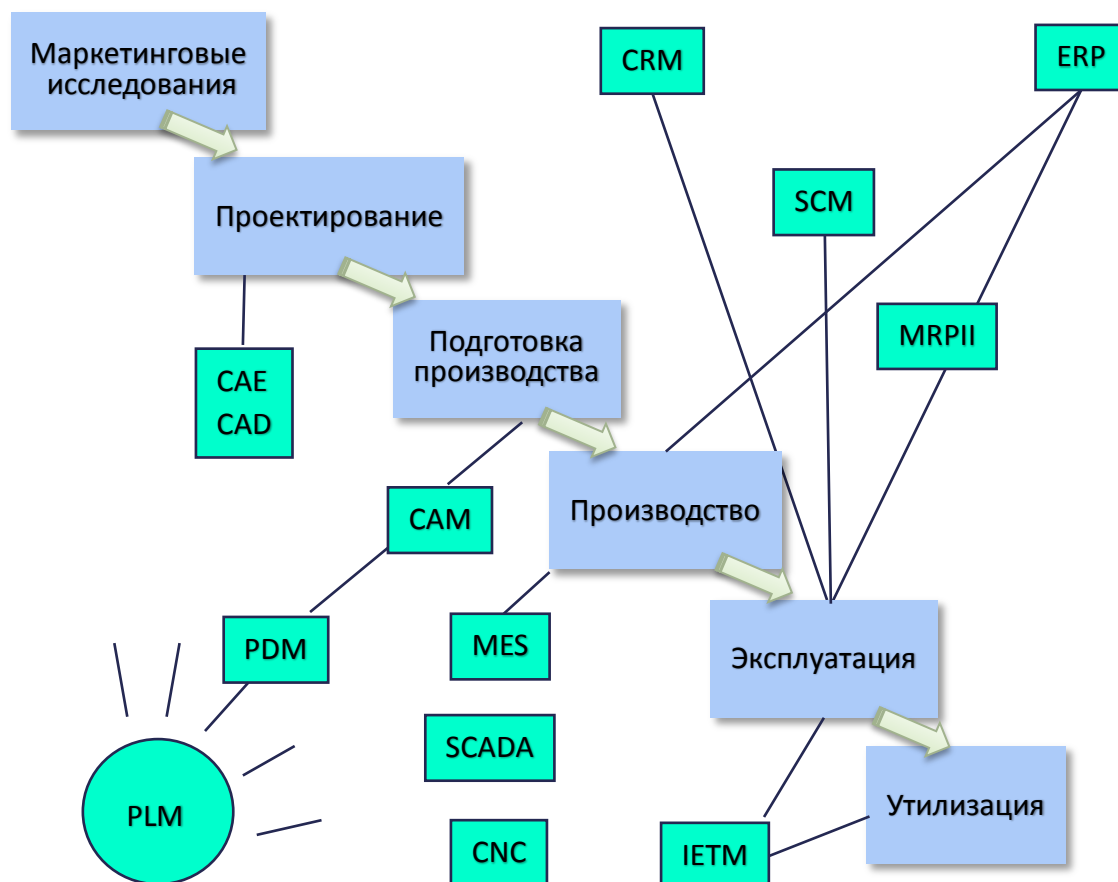 Маркетинговые
исследования
CRM
ERP
Проектирование
SCM
Подготовка
производства
MRPII
CAE
CAD
CAM
Производство
PDM
MES
Эксплуатация
SCADA
PLM
Утилизация
CNC
IETM